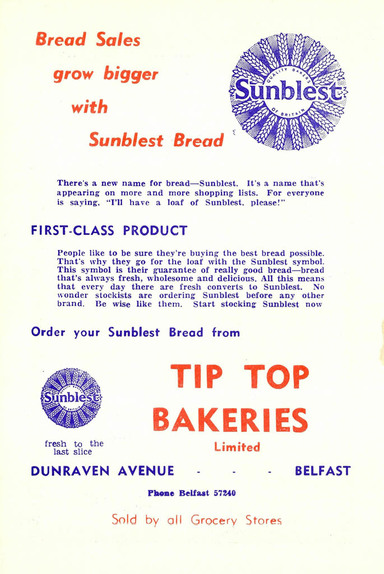 Bread Sales
grow bigger
with
Sunblest Bread
QUALITY BAKERS
Sunblest
OF BRITAIN
There's a new name for bread—Sunblest. It's a name that's
appearing on more and more shopping lists. For everyone
is saying, "I'll have a loaf of Sunblest, please!"
FIRST-CLASS PRODUCT
People like to be sure they're buying the best bread possible.
That's why they go for the loaf with the Sunblest symbol.
This symbol is their guarantee of really good bread—bread
that's always fresh, wholesome and delicious, All this means
that every day there are fresh converts to Sunblest. No
wonder stockists are ordering Sunblest before any other
brand. Be wise like them. Start stocking Sunblest now
Order your Sunblest Bread from
TIP TOP
BAKERIES
Limited
Sunblest
fresh to the
last slice
DUNRAVEN AVENUE - - - BELFAST
Phone Belfast 57240
Sold by all Grocery Stores